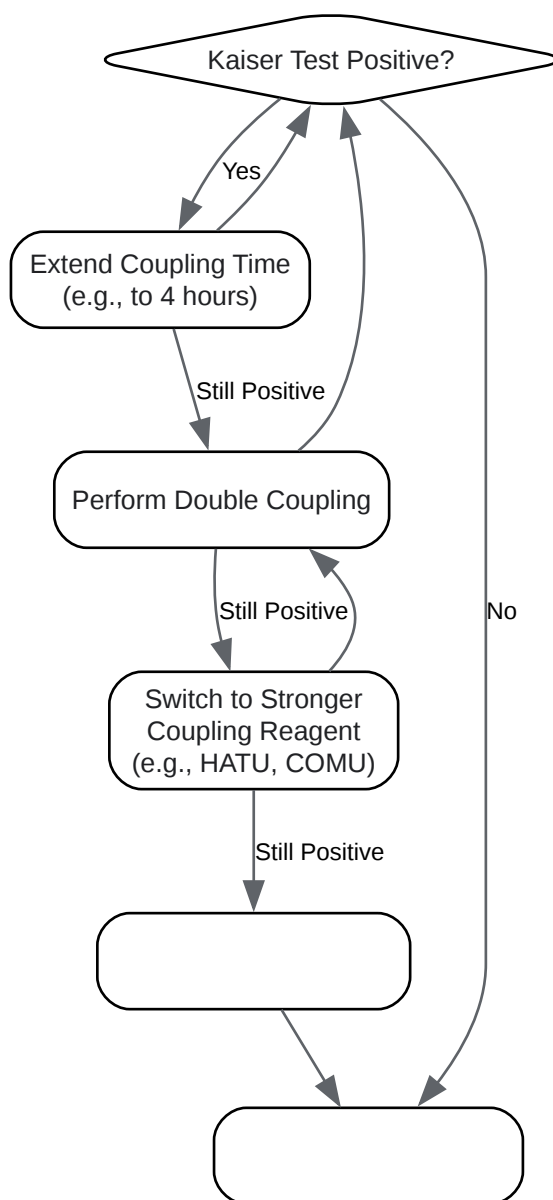 Kaiser Test Positive?
Yes
Extend Coupling Time
(e.g., to 4 hours)
Still Positive
Perform Double Coupling
Still Positive
No
Switch to Stronger
Coupling Reagent
(e.g., HATU, COMU)
Still Positive